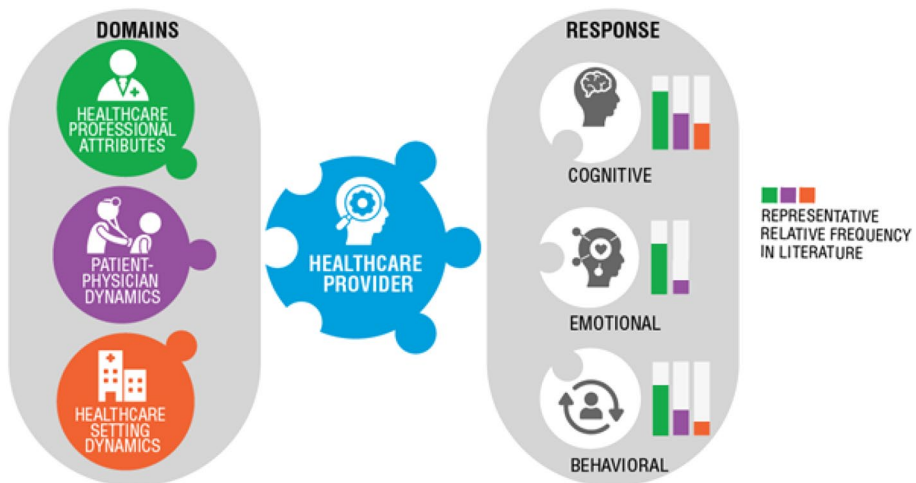 DOMAINS
HEALTHCARE
PROFESSIONAL
ATTRIBUTES
PATIENT-
PHYSICIAN
DYNAMICS
HEALTHCARE
SETTING
DYNAMICS
HEALTHCARE
PROVIDER
RESPONSE
COGNITIVE
EMOTIONAL
BEHAVIORAL
REPRESENTATIVE
RELATIVE FREQUENCY
IN LITERATURE